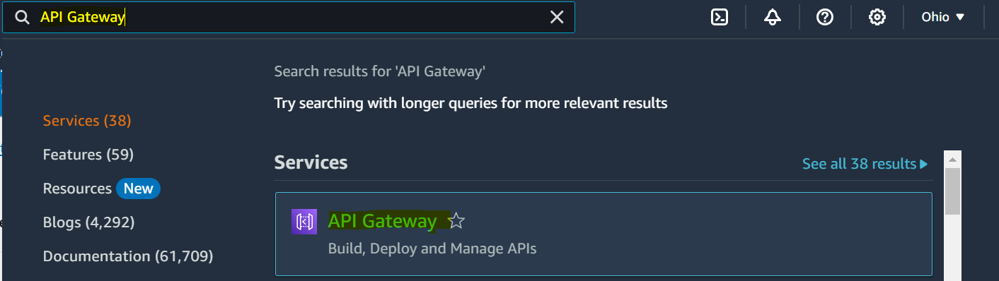 API Gateway
Ohio
Search results for 'API Gateway'
Try searching with longer queries for more relevant results
Services (38)
Features (59)
Resources New
Blogs (4,292)
Documentation (61,709)
Services
See all 38 results
API Gateway
Build, Deploy and Manage APIs